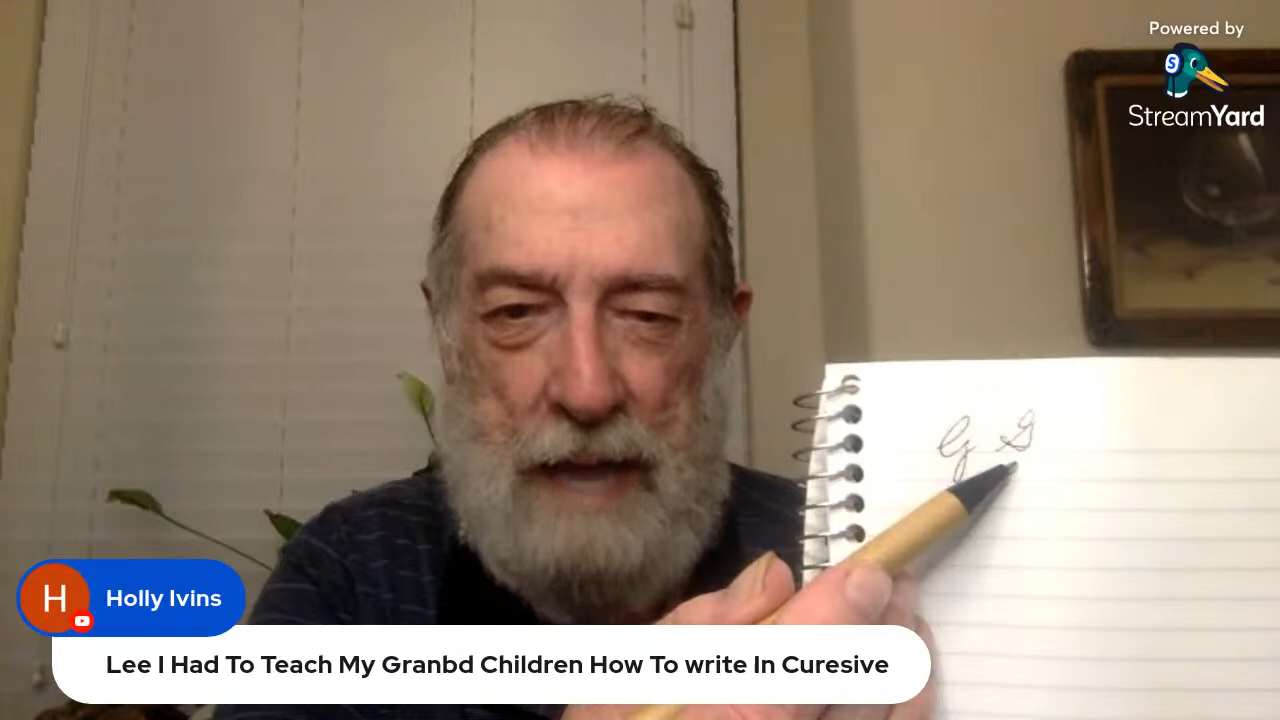 Powered by
StreamYard
G G
H Holly Ivins
Lee I Had To Teach My Granbd Children How To write In Curesive